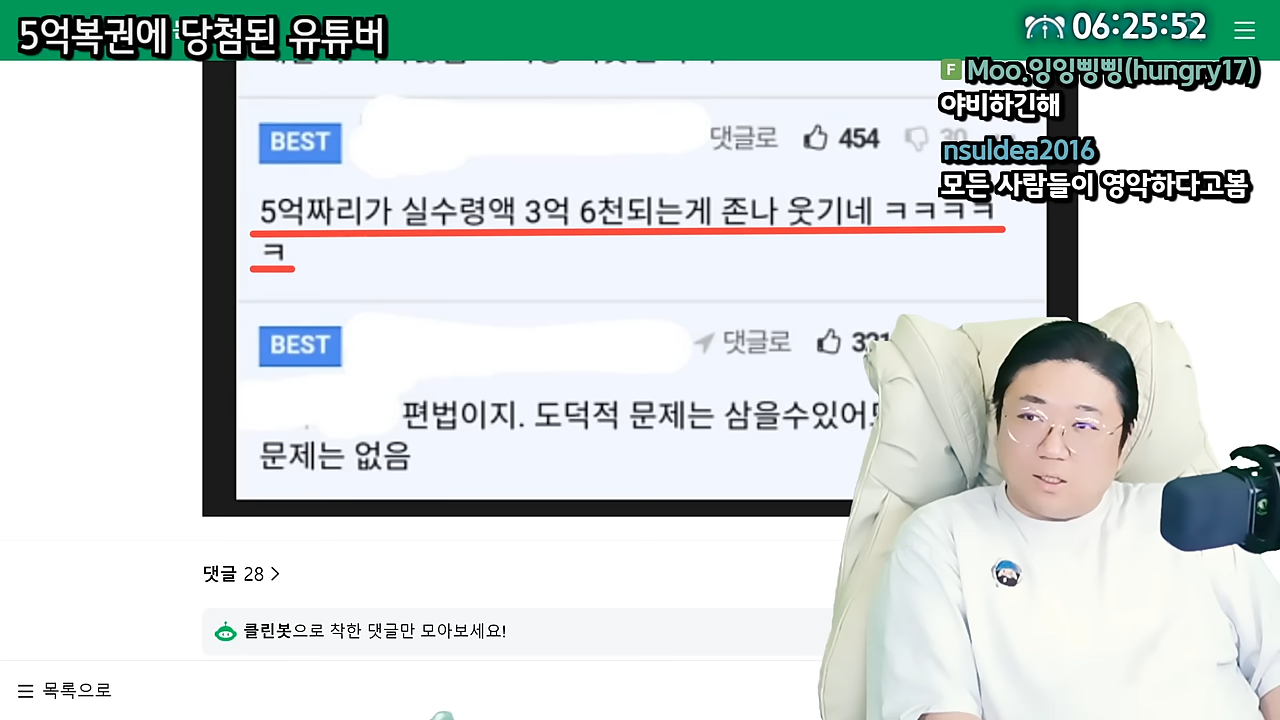 5억복권에 당첨된 유튜버
06:25:52
F Moo.잉잉삥삥(hungry17)
야비하긴해
nsuldea2016
모든 사람들이 영악하다고봄
BEST 댓글로 454 30
5억짜리가 실수령액 3억 6천되는게 존나 웃기네 ㅋㅋㅋㅋ
ㅋ
BEST 댓글로
편법이지. 도덕적 문제는 삼을수있어
문제는 없음
댓글 28 >
클린봇으로 착한 댓글만 모아보세요!
목록으로